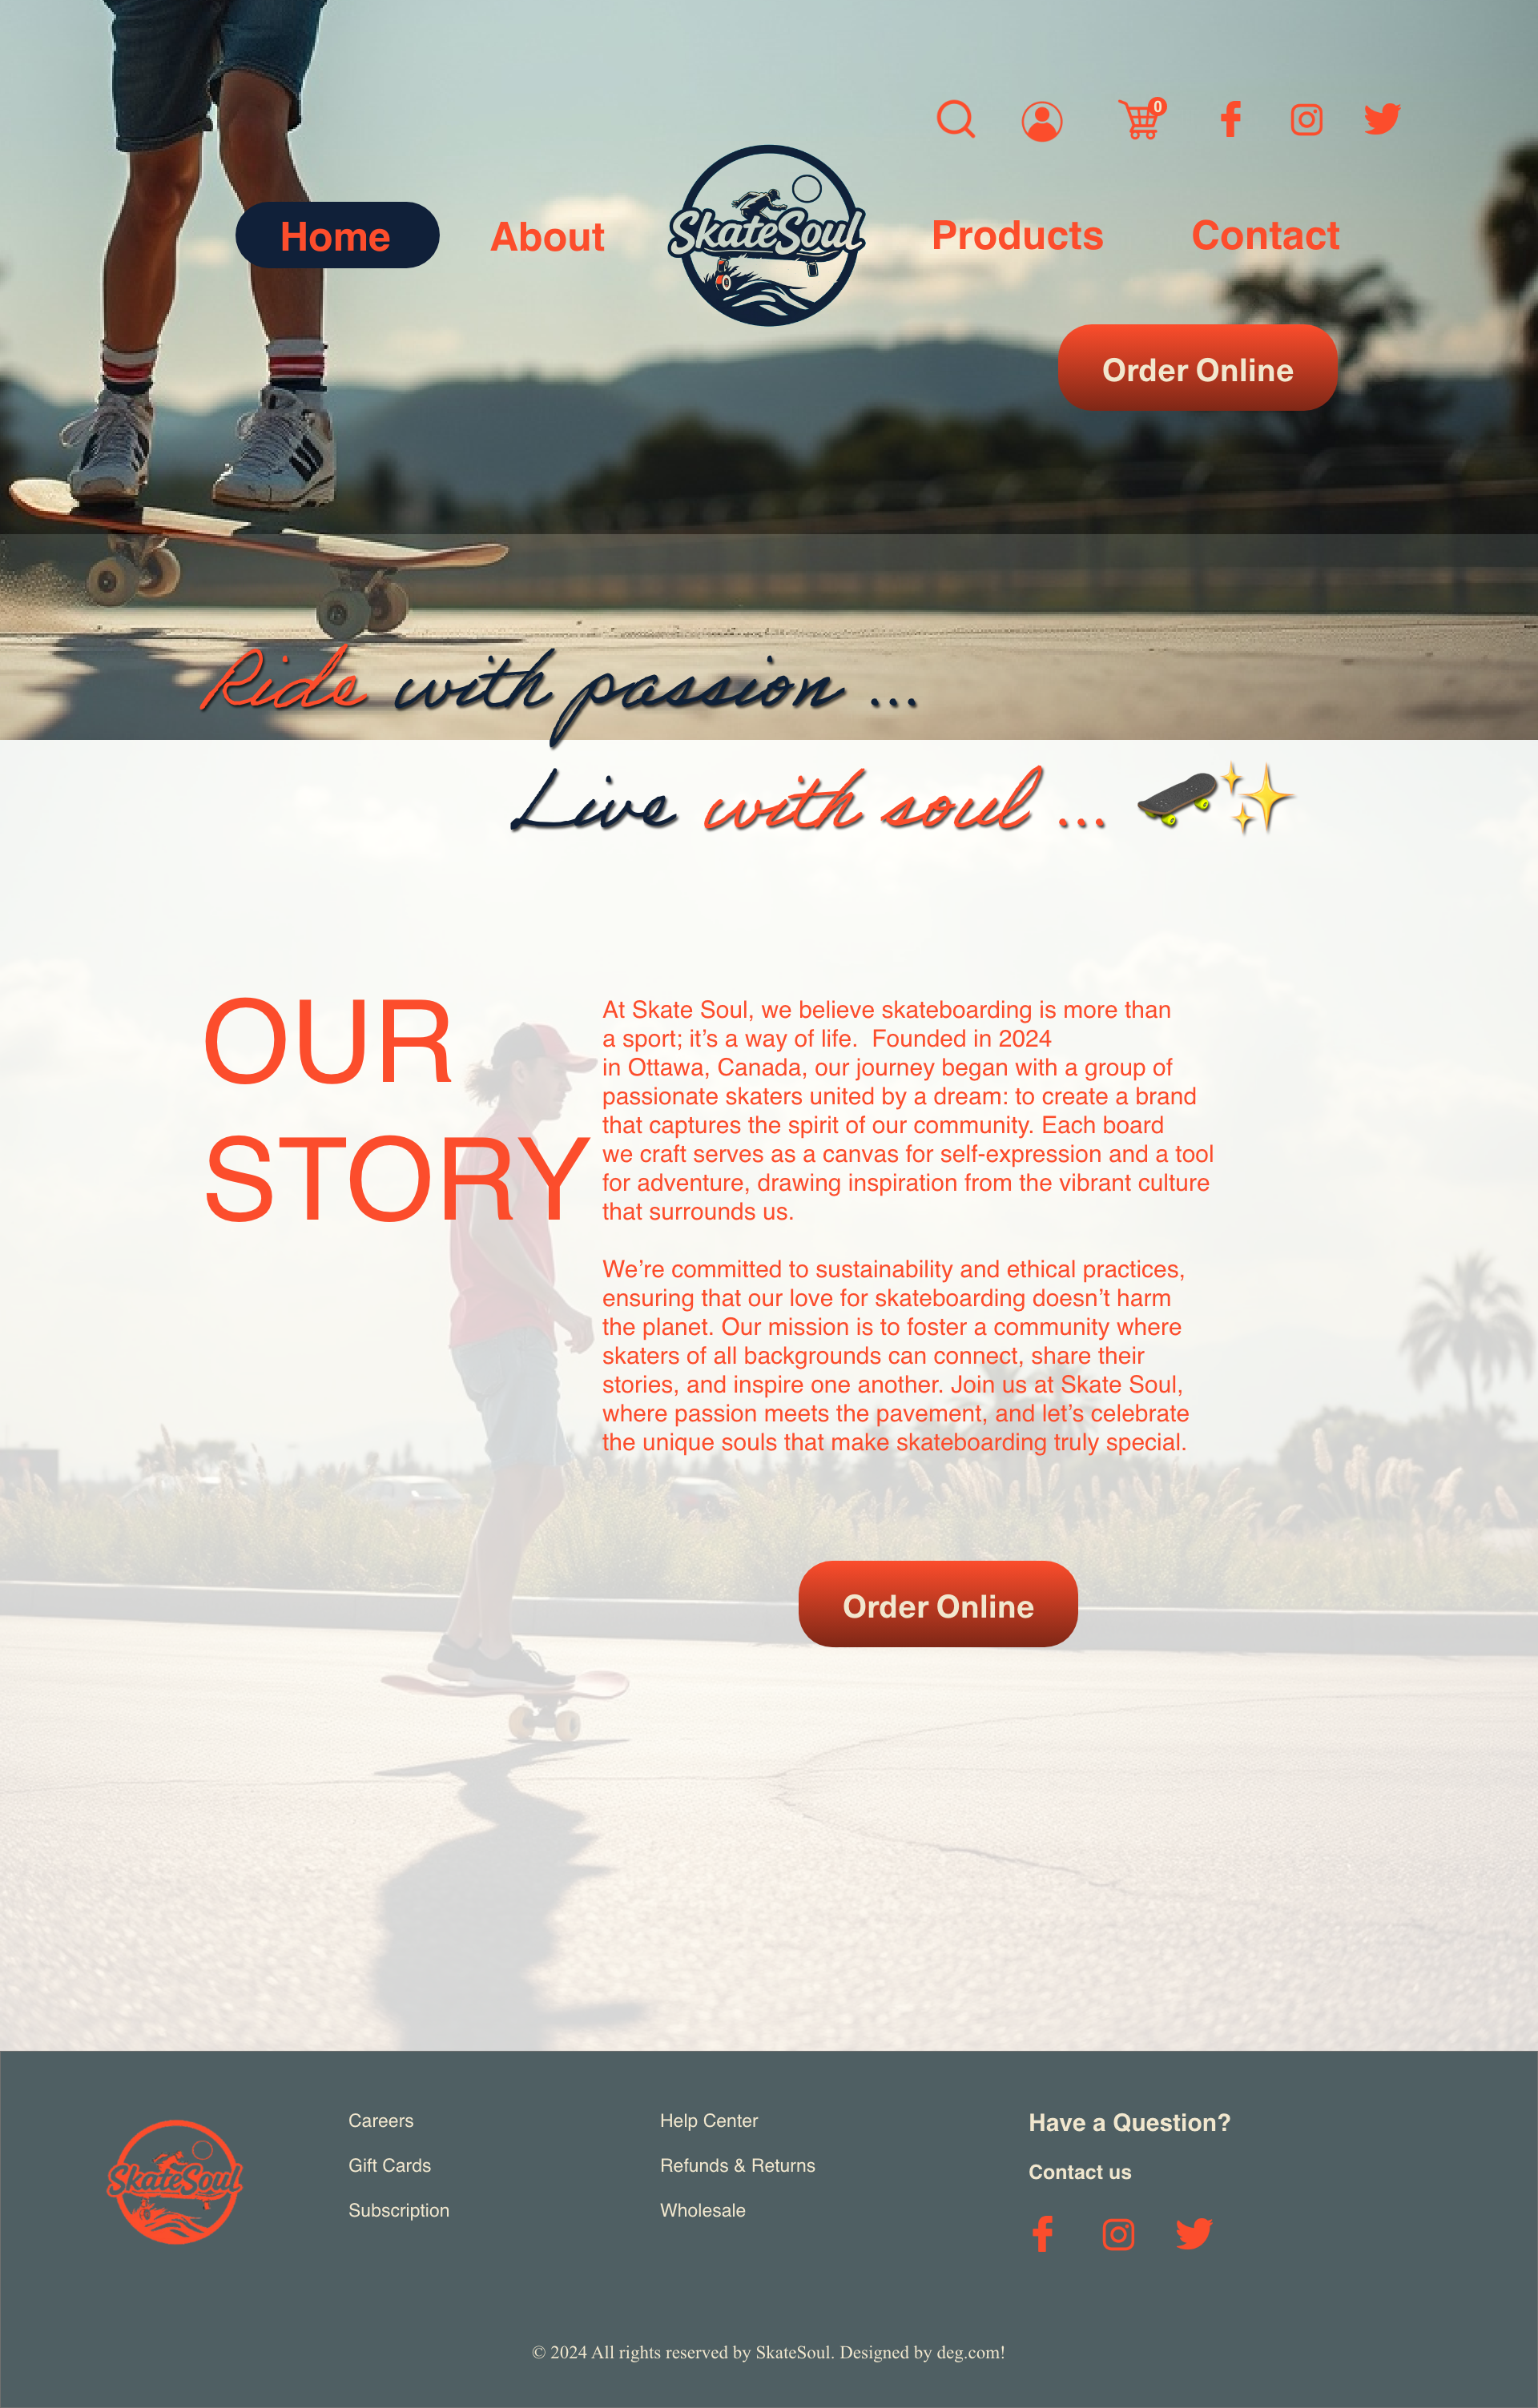 0
Home
About
SkateSoul
Products
Contact
Order Online
Ride with passion ...
Live with soul ...
OUR
STORY
At Skate Soul, we believe skateboarding is more than
a sport; it’s a way of life.  Founded in 2024
in Ottawa, Canada, our journey began with a group of
passionate skaters united by a dream: to create a brand
that captures the spirit of our community. Each board
we craft serves as a canvas for self-expression and a tool
for adventure, drawing inspiration from the vibrant culture
that surrounds us.
We’re committed to sustainability and ethical practices,
ensuring that our love for skateboarding doesn’t harm
the planet. Our mission is to foster a community where
skaters of all backgrounds can connect, share their
stories, and inspire one another. Join us at Skate Soul,
where passion meets the pavement, and let’s celebrate
the unique souls that make skateboarding truly special.
Order Online
SkateSoul
Careers
Gift Cards
Subscription
Help Center
Refunds & Returns
Wholesale
Have a Question?
Contact us
© 2024 All rights reserved by SkateSoul. Designed by deg.com!